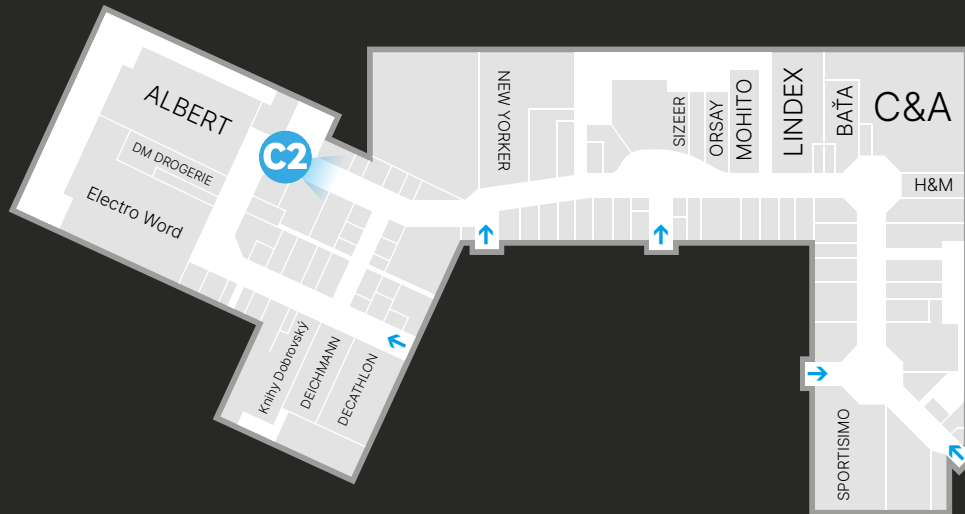 ALBERT
DM DROGERIE
Electro Word
C2
NEW YORKER
SIZEER
ORSAY
MOHITO
LINDEX
BAŤA
C&A
H&M
Knihy Dobrovský
DEICHMANN
DECATHLON
SPORTISIMO